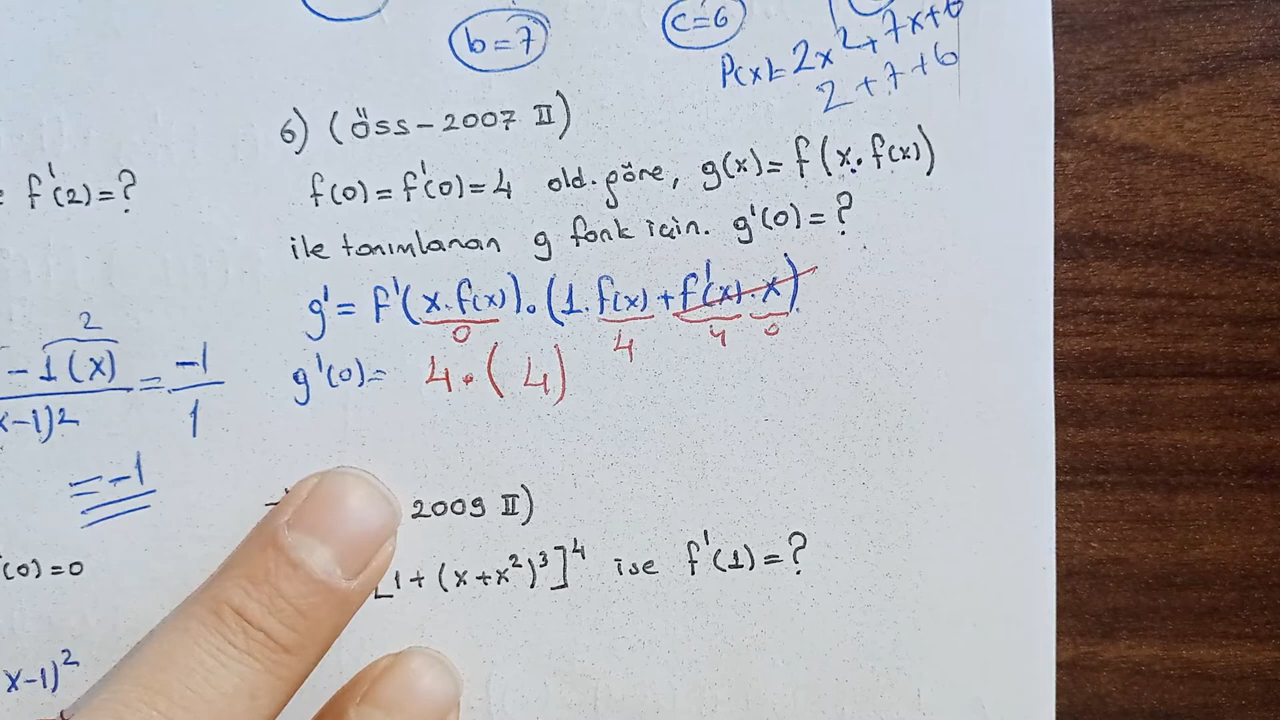 b=7
c=6
P(x)=2x²+7x+6
2+7+6
f'(2)=?
2
-1(x) = -1
x-1)2 1
=-1
(0)=0
x-1)²
6) (öss-2007 II)
f(0)=f'(0)=4 old. göre, g(x)=f(x.f(x))
ile tanımlanan g fonk için. g'(0)=?
g'=f'(x.f(x)).(1.f(x)+f'(x).x)
0 4 4 0
g'(0)= 4.(4)
2009 II)
[1+(x+x²)³]⁴ ise f'(1)=?